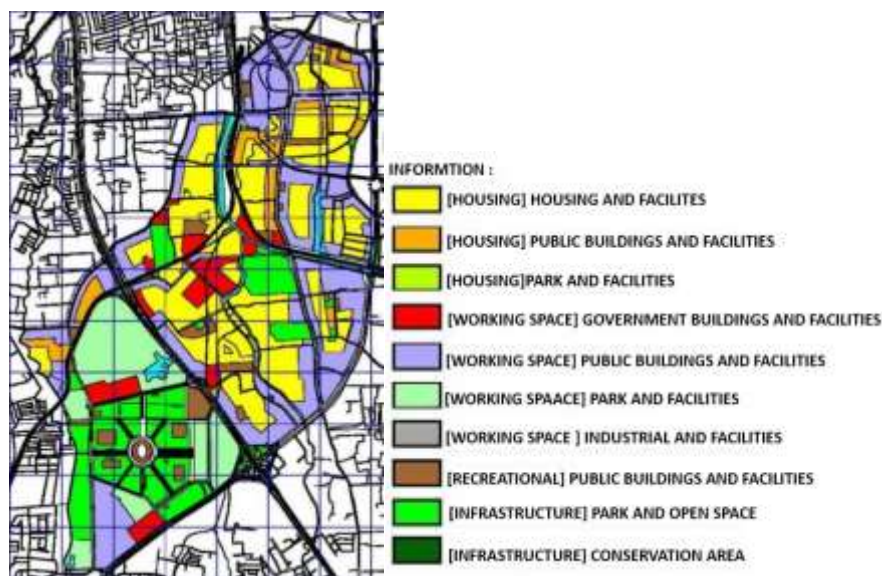 INFORMTION :
[HOUSING] HOUSING AND FACILITES
[HOUSING] PUBLIC BUILDINGS AND FACILITIES
[HOUSING]PARK AND FACILITIES
[WORKING SPACE] GOVERNMENT BUILDINGS AND FACILITIES
[WORKING SPACE] PUBLIC BUILDINGS AND FACILITIES
[WORKING SPAACE] PARK AND FACILITIES
[WORKING SPACE ] INDUSTRIAL AND FACILITIES
[RECREATIONAL] PUBLIC BUILDINGS AND FACILITIES
[INFRASTRUCTURE] PARK AND OPEN SPACE
[INFRASTRUCTURE] CONSERVATION AREA